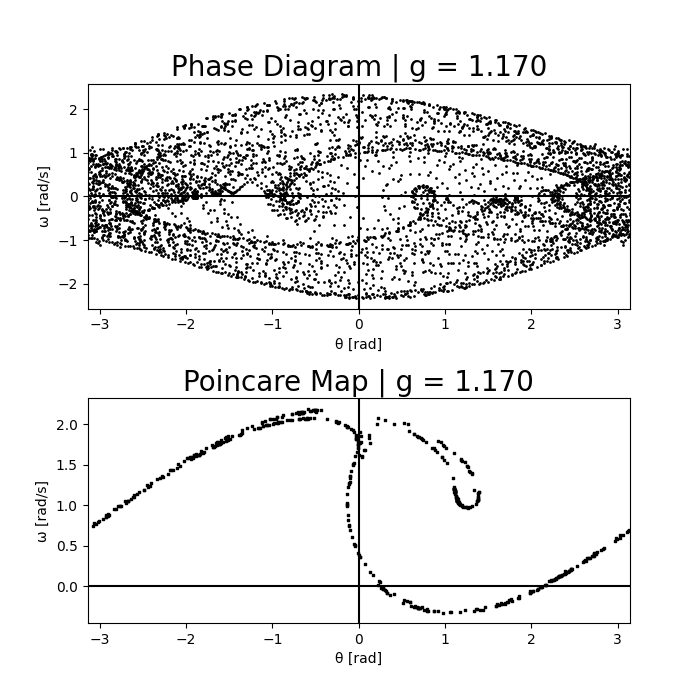 Phase Diagram | g = 1.170
ω [rad/s]
2
1
0
−1
−2
−3 −2 −1 0 1 2 3
θ [rad]
Poincare Map | g = 1.170
ω [rad/s]
2.0
1.5
1.0
0.5
0.0
−3 −2 −1 0 1 2 3
θ [rad]